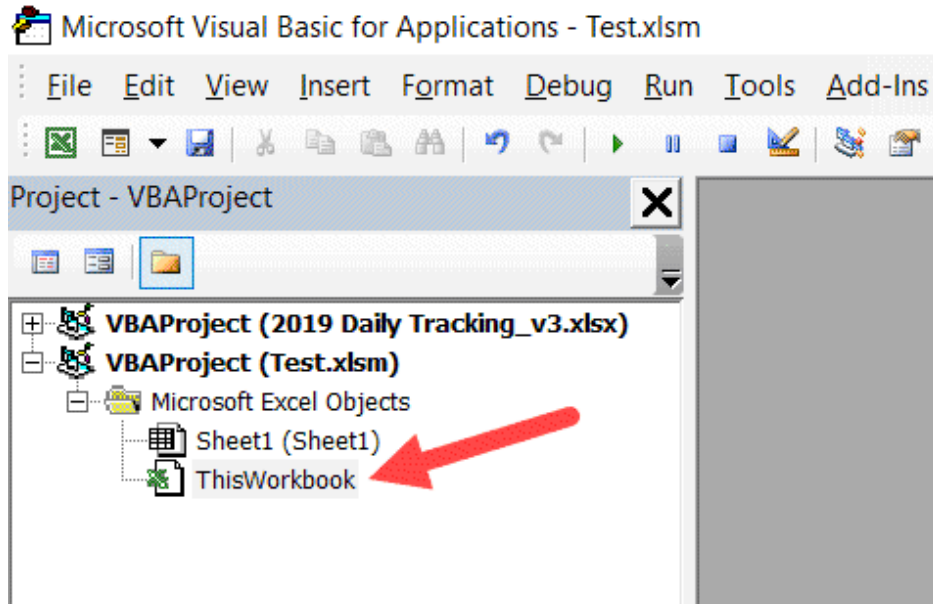 Microsoft Visual Basic for Applications - Test.xlsm
File Edit View Insert Format Debug Run Tools Add-Ins
Project - VBAProject
VBAProject (2019 Daily Tracking_v3.xlsx)
VBAProject (Test.xlsm)
Microsoft Excel Objects
Sheet1 (Sheet1)
ThisWorkbook